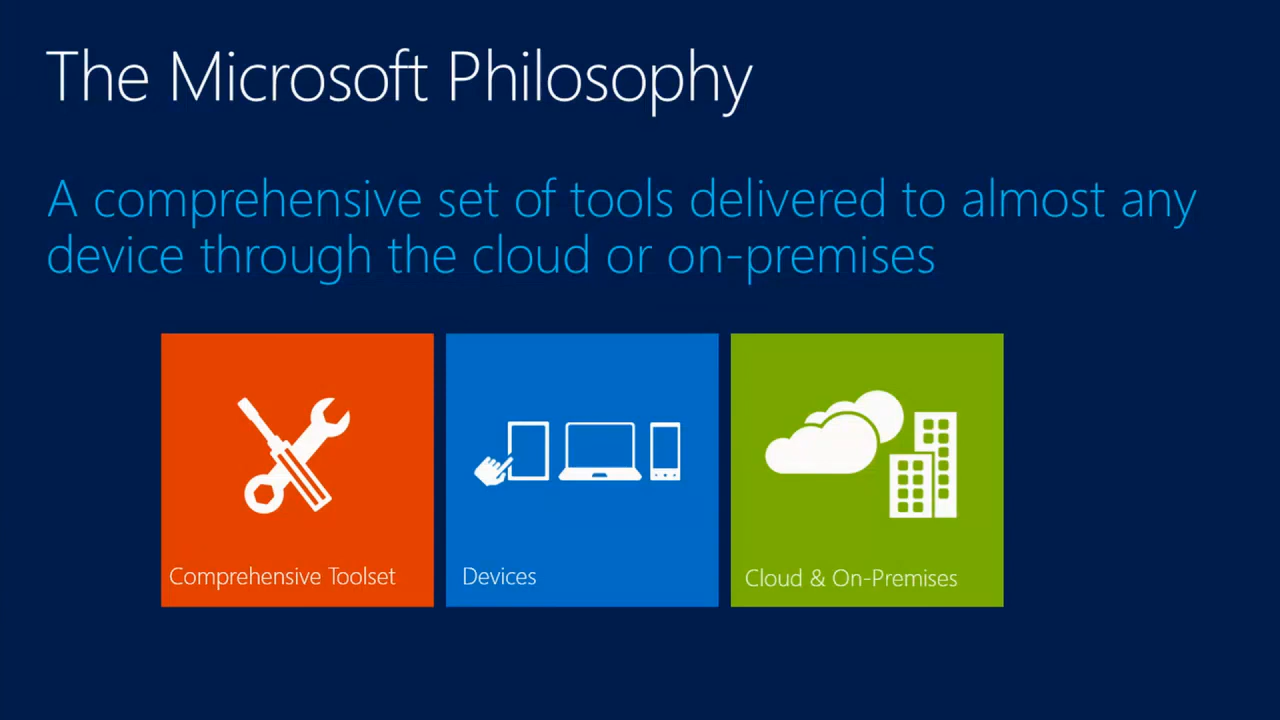 The Microsoft Philosophy
A comprehensive set of tools delivered to almost any
device through the cloud or on-premises
Comprehensive Toolset
Devices
Cloud & On-Premises